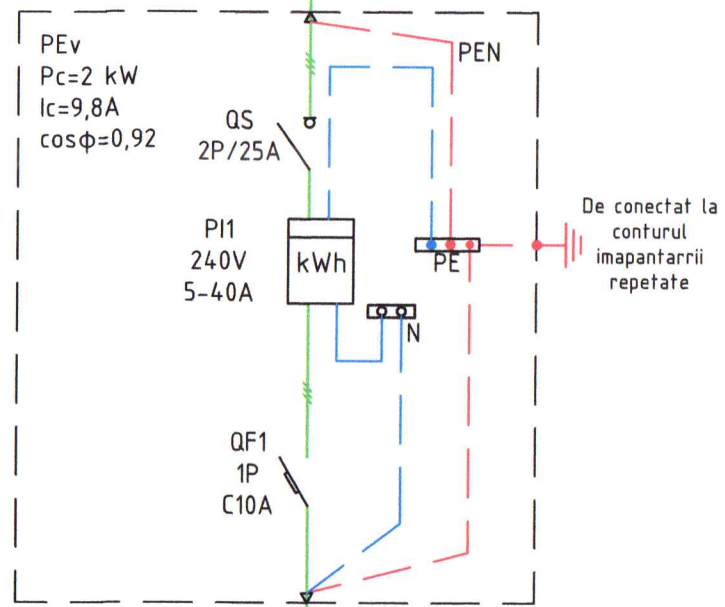 PEv
Pc=2 kW
Ic=9,8A
cosφ=0,92
PEN
QS
2P/25A
PI1
240V
5-40A
kWh
PE
N
De conectat la
conturul
imapantarrii
repetate
QF1
1P
C10A